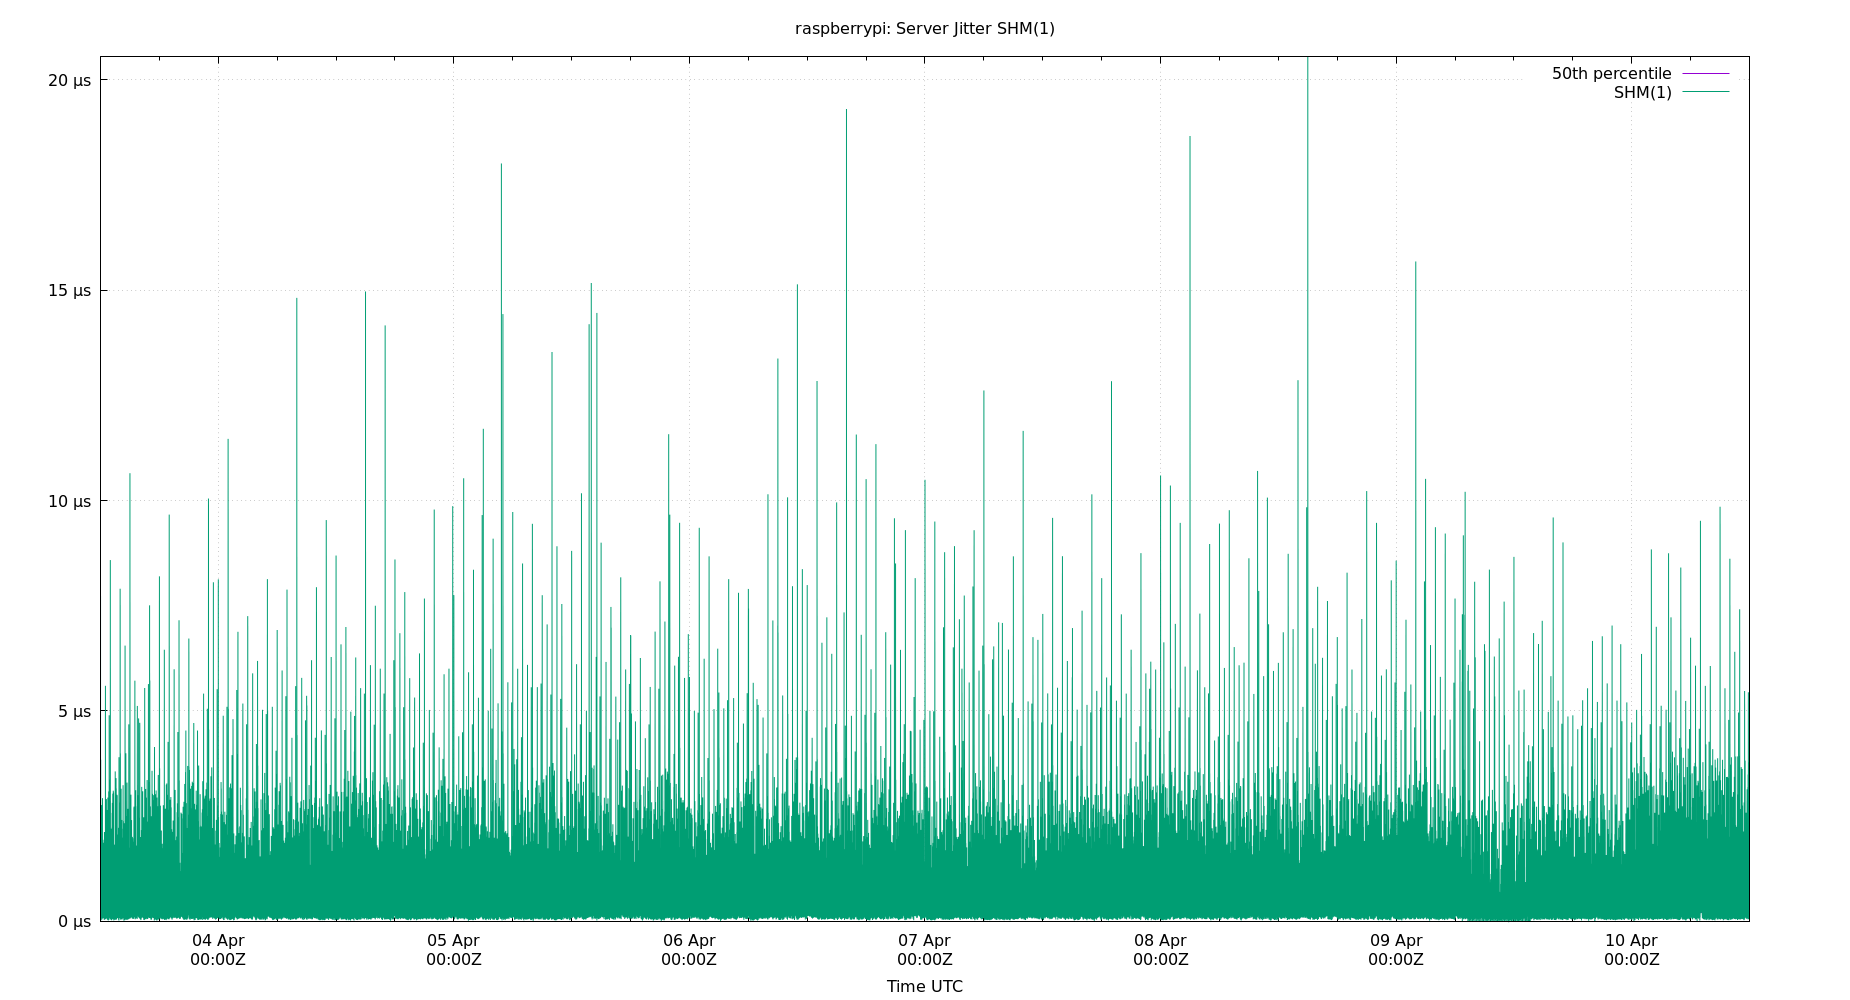 raspberrypi: Server Jitter SHM(1)
50th percentile
SHM(1)
20 µs
15 µs
10 µs
5 µs
0 µs
04 Apr 05 Apr 06 Apr 07 Apr 08 Apr 09 Apr 10 Apr
00:00Z 00:00Z 00:00Z 00:00Z 00:00Z 00:00Z 00:00Z
Time UTC